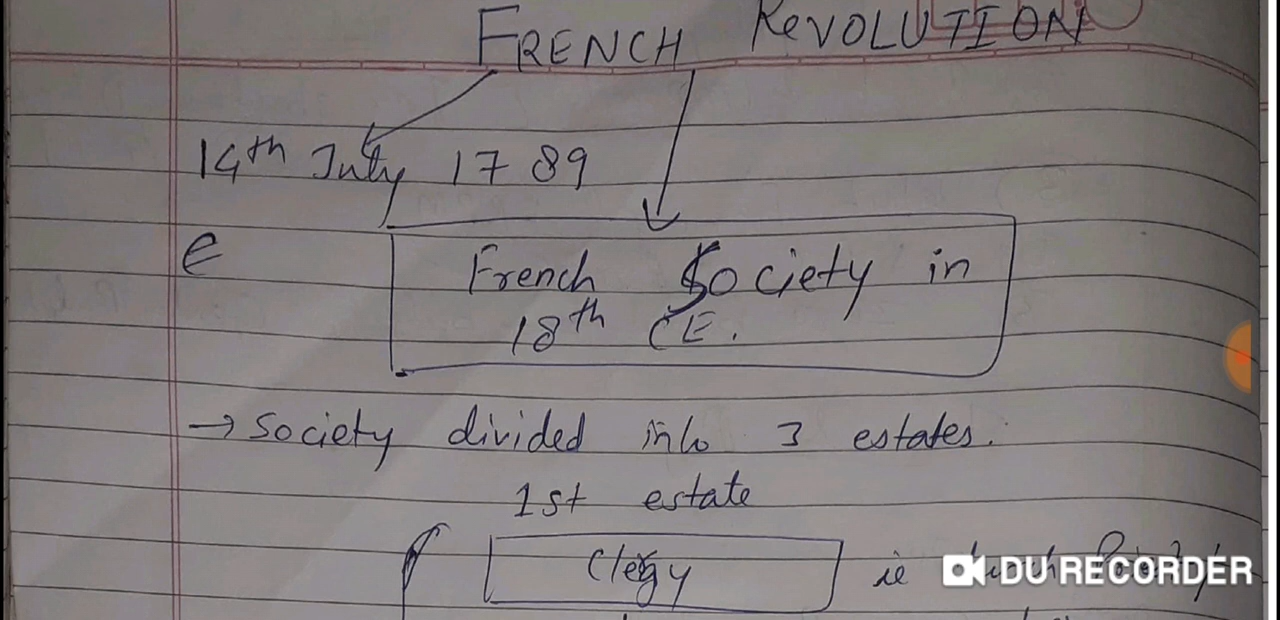 FRENCH REVOLUTION
14th July 1789
e
French Society in
18th CE.
→ Society divided into 3 estates.
1st estate
Clergy ie
DU RECORDER